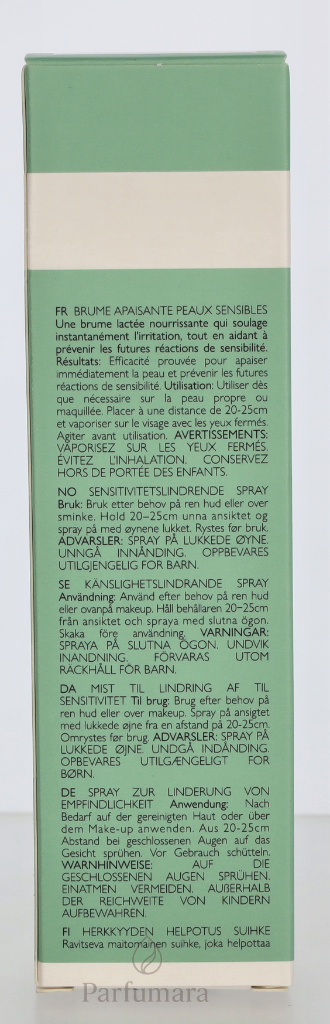 FR BRUME APAISANTE PEAUX SENSIBLES
Une brume lactée nourrissante qui soulage
instantanément l'irritation, tout en aidant à
prévenir les futures réactions de sensibilité.
Résultats: Efficacité prouvée pour apaiser
immédiatement la peau et prévenir les futures
réactions de sensibilité. Utilisation: Utiliser dès
que nécessaire sur la peau propre ou
maquillée. Placer à une distance de 20-25cm
et vaporiser sur le visage avec les yeux fermés.
Agiter avant utilisation. AVERTISSEMENTS:
VAPORISEZ SUR LES YEUX FERMÉS.
ÉVITEZ L'INHALATION. CONSERVEZ
HORS DE PORTÉE DES ENFANTS.
NO SENSITIVITETSLINDRENDE SPRAY
Bruk: Bruk etter behov på ren hud eller over
sminke. Hold 20–25cm unna ansiktet og
spray på med øynene lukket. Rystes før bruk.
ADVARSLER: SPRAY PÅ LUKKEDE ØYNE.
UNNGÅ INNÅNDING. OPPBEVARES
UTILGJENGELIG FOR BARN.
SE KÄNSLIGHETSLINDRANDE SPRAY
Användning: Använd efter behov på ren hud
eller ovanpå makeup. Håll behållaren 20–25cm
från ansiktet och spraya med slutna ögon.
Skaka före användning. VARNINGAR:
SPRAYA PÅ SLUTNA ÖGON. UNDVIK
INANDNING. FÖRVARAS UTOM
RÄCKHÅLL FÖR BARN.
DA MIST TIL LINDRING AF TIL
SENSITIVITET Til brug: Brug efter behov på
ren hud eller over makeup. Spray på ansigtet
med lukkede øjne fra en afstand på 20-25cm.
Omrystes før brug. ADVARSLER: SPRAY PÅ
LUKKEDE ØJNE. UNDGÅ INDÅNDING.
OPBEVARES UTILGÆNGELIGT FOR
BØRN.
DE SPRAY ZUR LINDERUNG VON
EMPFINDLICHKEIT Anwendung: Nach
Bedarf auf der gereinigten Haut oder über
dem Make-up anwenden. Aus 20-25cm
Abstand bei geschlossenen Augen auf das
Gesicht sprühen. Vor Gebrauch schütteln.
WARNHINWEISE: AUF DIE
GESCHLOSSENEN AUGEN SPRÜHEN.
EINATMEN VERMEIDEN. AUßERHALB
DER REICHWEITE VON KINDERN
AUFBEWAHREN.
FI HERKKYYDEN HELPOTUS SUIHKE
Ravitseva maitomainen suihke, joka helpottaa
Parfumara